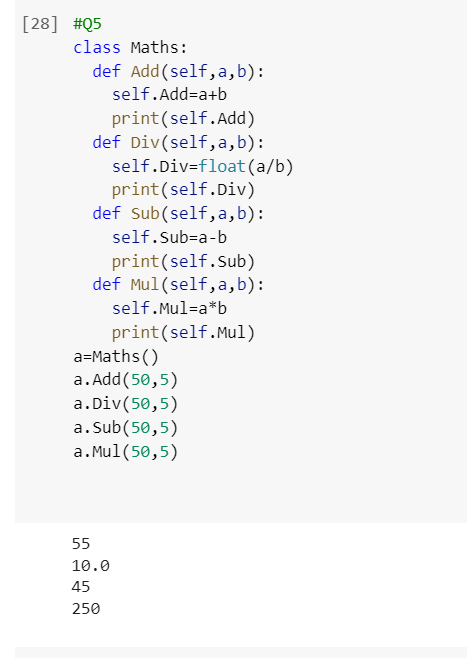 [28] #Q5
class Maths:
  def Add(self,a,b):
    self.Add=a+b
    print(self.Add)
  def Div(self,a,b):
    self.Div=float(a/b)
    print(self.Div)
  def Sub(self,a,b):
    self.Sub=a-b
    print(self.Sub)
  def Mul(self,a,b):
    self.Mul=a*b
    print(self.Mul)
a=Maths()
a.Add(50,5)
a.Div(50,5)
a.Sub(50,5)
a.Mul(50,5)
55
10.0
45
250